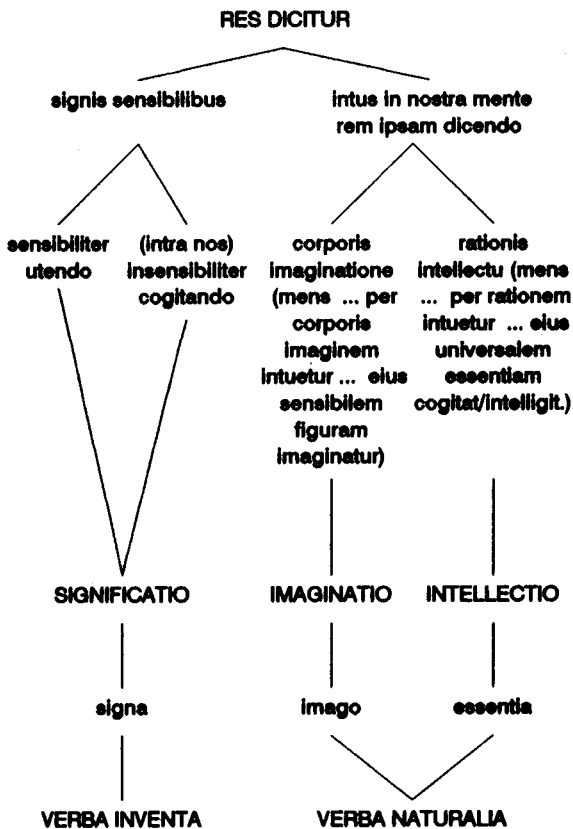 RES DICITUR
signis sensibilibus
intus in nostra mente
rem ipsam dicendo
sensibiliter
utendo
(intra nos)
insensibiliter
cogitando
corporis
imaginatione
(mens ... per
corporis
imaginem
intuetur ... eius
sensibilem
figuram
imaginatur)
rationis
intellectu (mens
... per rationem
intuetur ... eius
universalem
essentiam
cogitat/intelligit.)
SIGNIFICATIO
IMAGINATIO
INTELLECTIO
signa
imago
essentia
VERBA INVENTA
VERBA NATURALIA